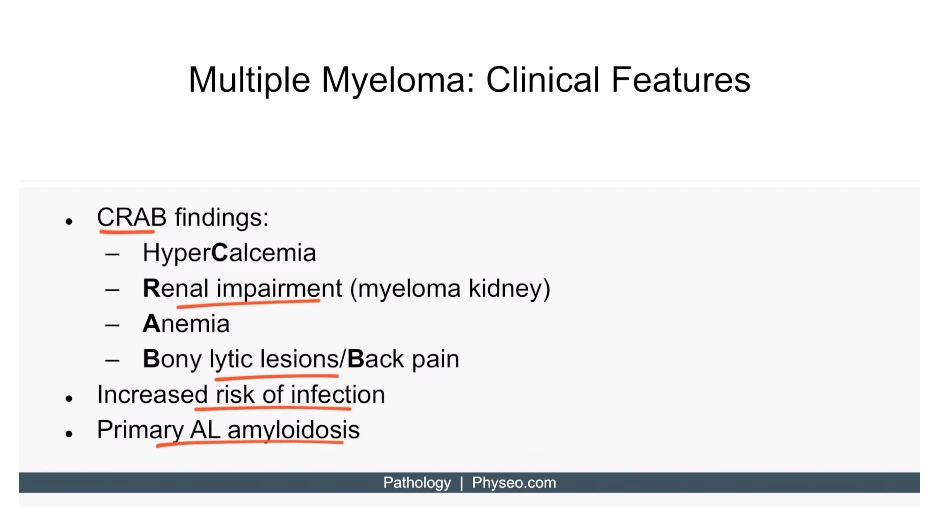 Multiple Myeloma: Clinical Features
• CRAB findings:
– HyperCalcemia
– Renal impairment (myeloma kidney)
– Anemia
– Bony lytic lesions/Back pain
• Increased risk of infection
• Primary AL amyloidosis
Pathology | Physeo.com